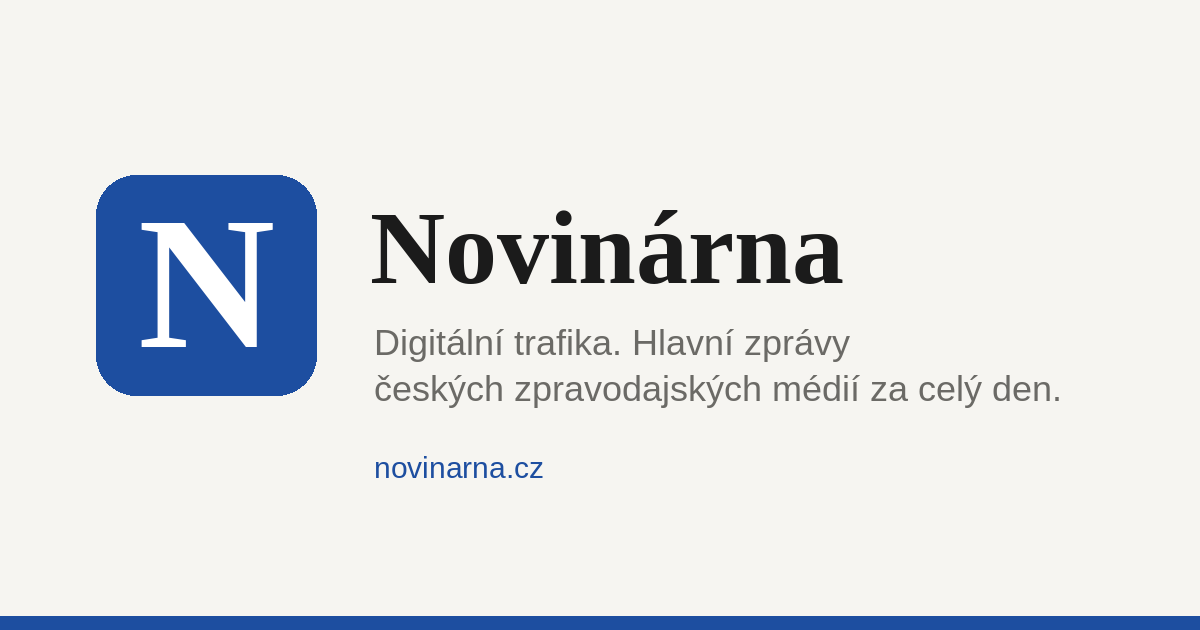 N
Novinárna
Digitální trafika. Hlavní zprávy
českých zpravodajských médií za celý den.
novinarna.cz